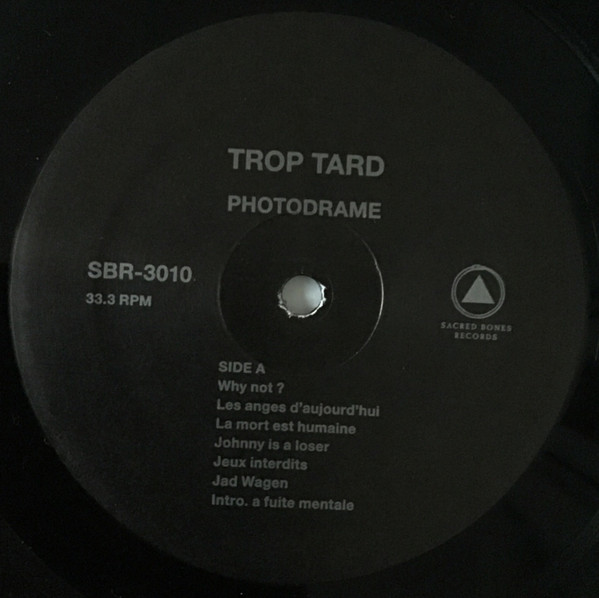 TROP TARD
PHOTODRAME
SBR-3010
33.3 RPM
SACRED BONES
RECORDS
SIDE A
Why not ?
Les anges d'aujourd'hui
La mort est humaine
Johnny is a loser
Jeux interdits
Jad Wagen
Intro. a fuite mentale